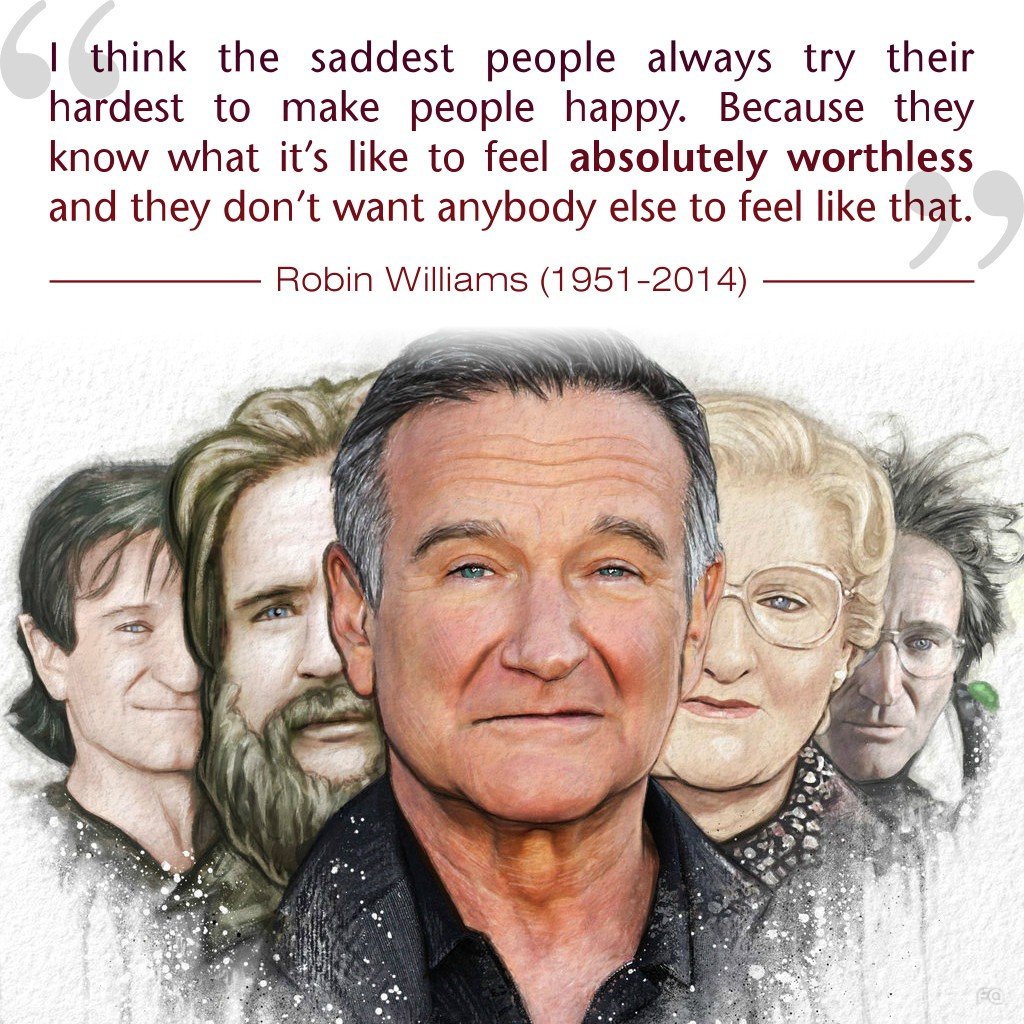 I think the saddest people always try their
hardest to make people happy. Because they
know what it’s like to feel absolutely worthless
and they don’t want anybody else to feel like that.
Robin Williams (1951-2014)